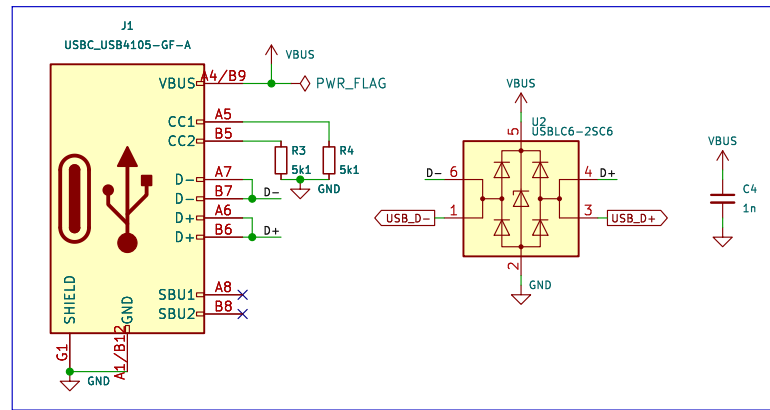 J1
USBC_USB4105-GF-A
VBUS
A4/B9
VBUS
PWR_FLAG
CC1
A5
CC2
B5
R3
5k1
R4
5k1
GND
D-
A7
D-
B7
D-
D+
A6
D+
B6
D+
SBU1
A8
SBU2
B8
SHIELD
GND
G1
A1/B12
GND
VBUS
U2
USBLC6-2SC6
5
D-
6
4
D+
USB_D-
1
3
USB_D+
2
GND
VBUS
C4
1n